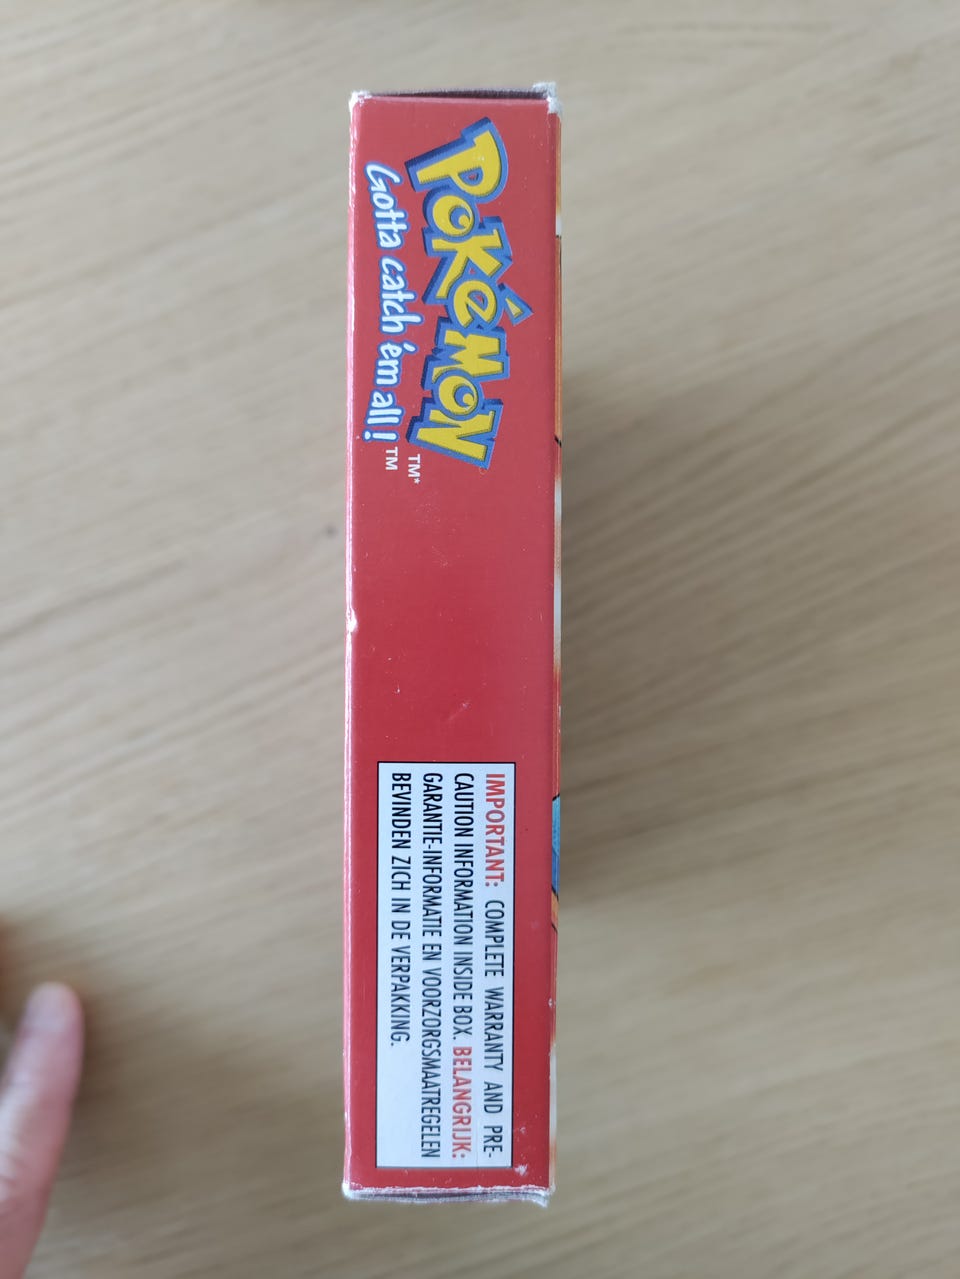 POKéMON
TM*
Gotta catch 'em all!
TM
IMPORTANT: COMPLETE WARRANTY AND PRE-
CAUTION INFORMATION INSIDE BOX. BELANGRIJK:
GARANTIE-INFORMATIE EN VOORZORGSMAATREGELEN
BEVINDEN ZICH IN DE VERPAKKING.